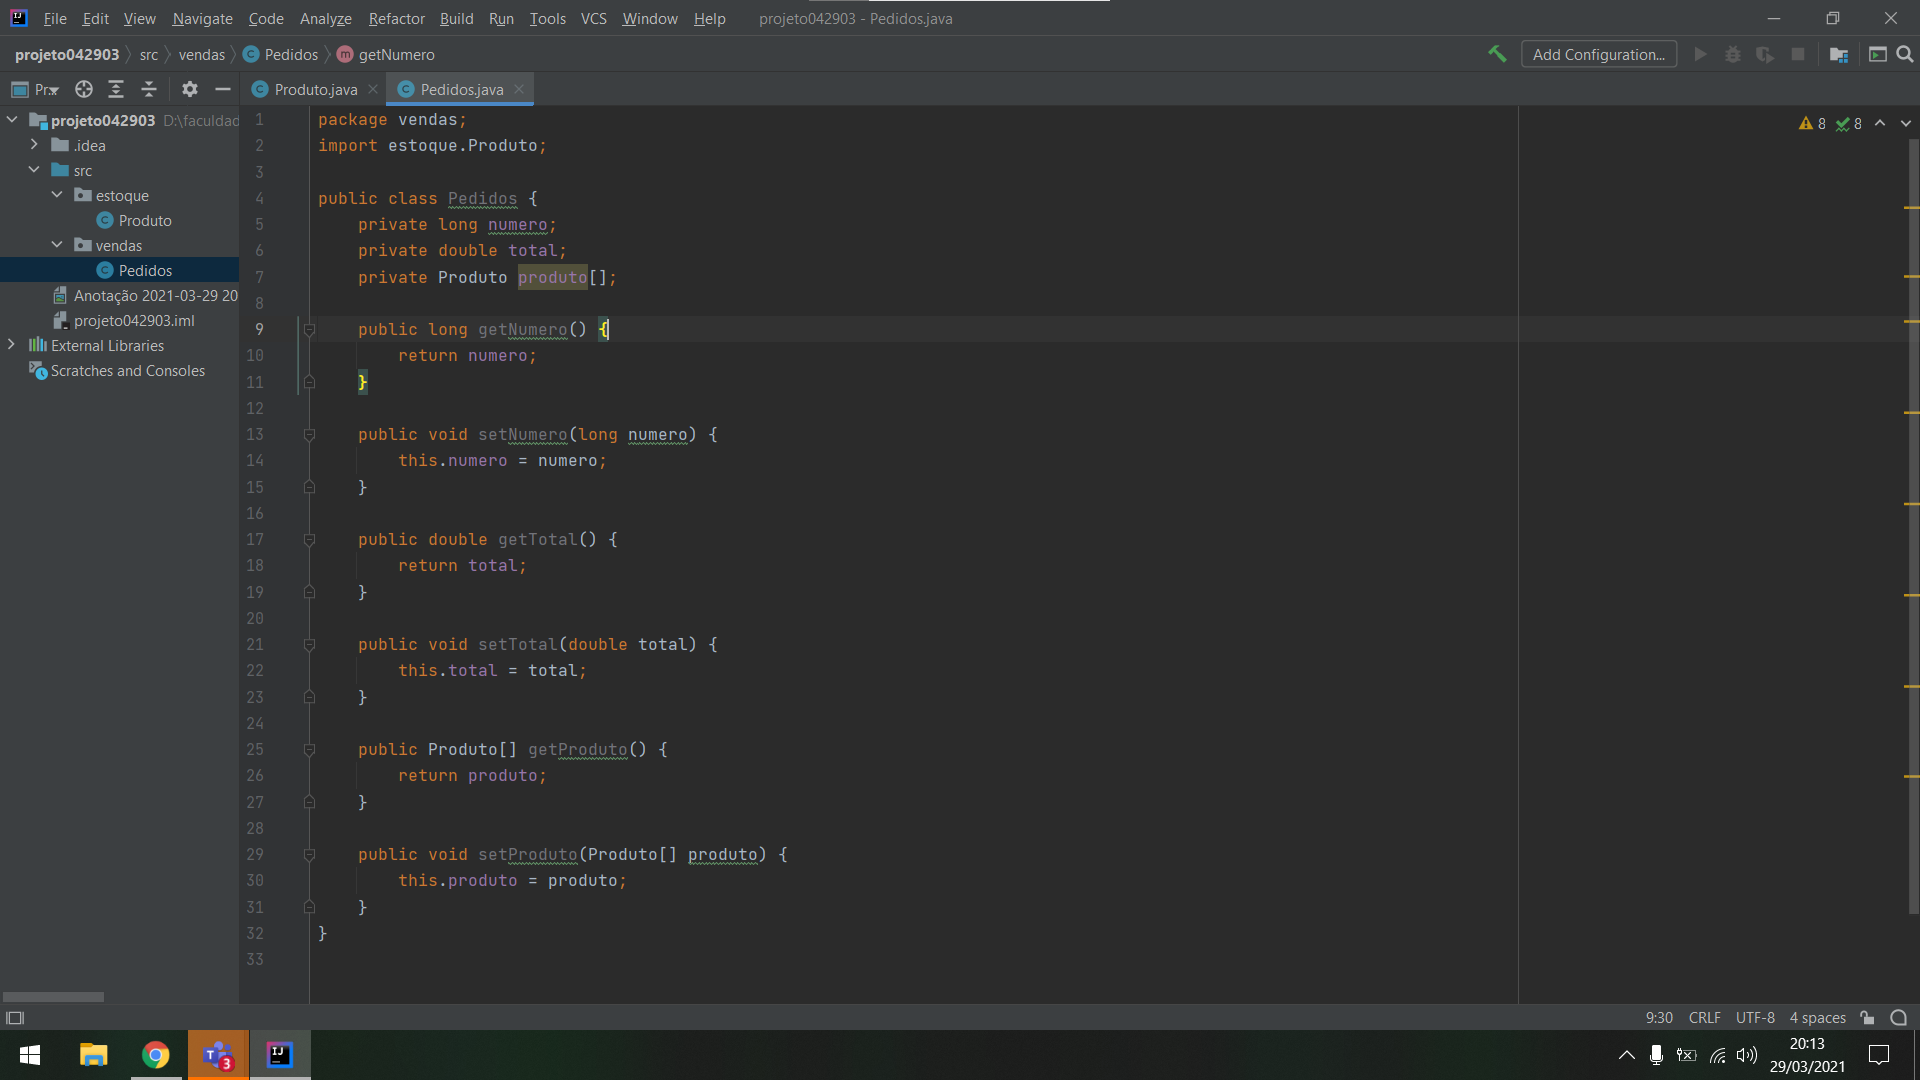 File Edit View Navigate Code Analyze Refactor Build Run Tools VCS Window Help projeto042903 - Pedidos.java
projeto042903 src vendas Pedidos getNumero Add Configuration...
Pr... Produto.java Pedidos.java
projeto042903 D:\faculdad
.idea
src
estoque
Produto
vendas
Pedidos
Anotação 2021-03-29 20
projeto042903.iml
External Libraries
Scratches and Consoles
8 8
1 package vendas;
2 import estoque.Produto;
3
4 public class Pedidos {
5 private long numero;
6 private double total;
7 private Produto produto[];
8
9 public long getNumero() {
10 return numero;
11 }
12
13 public void setNumero(long numero) {
14 this.numero = numero;
15 }
16
17 public double getTotal() {
18 return total;
19 }
20
21 public void setTotal(double total) {
22 this.total = total;
23 }
24
25 public Produto[] getProduto() {
26 return produto;
27 }
28
29 public void setProduto(Produto[] produto) {
30 this.produto = produto;
31 }
32 }
33
9:30 CRLF UTF-8 4 spaces
T 3 IJ
20:13
29/03/2021